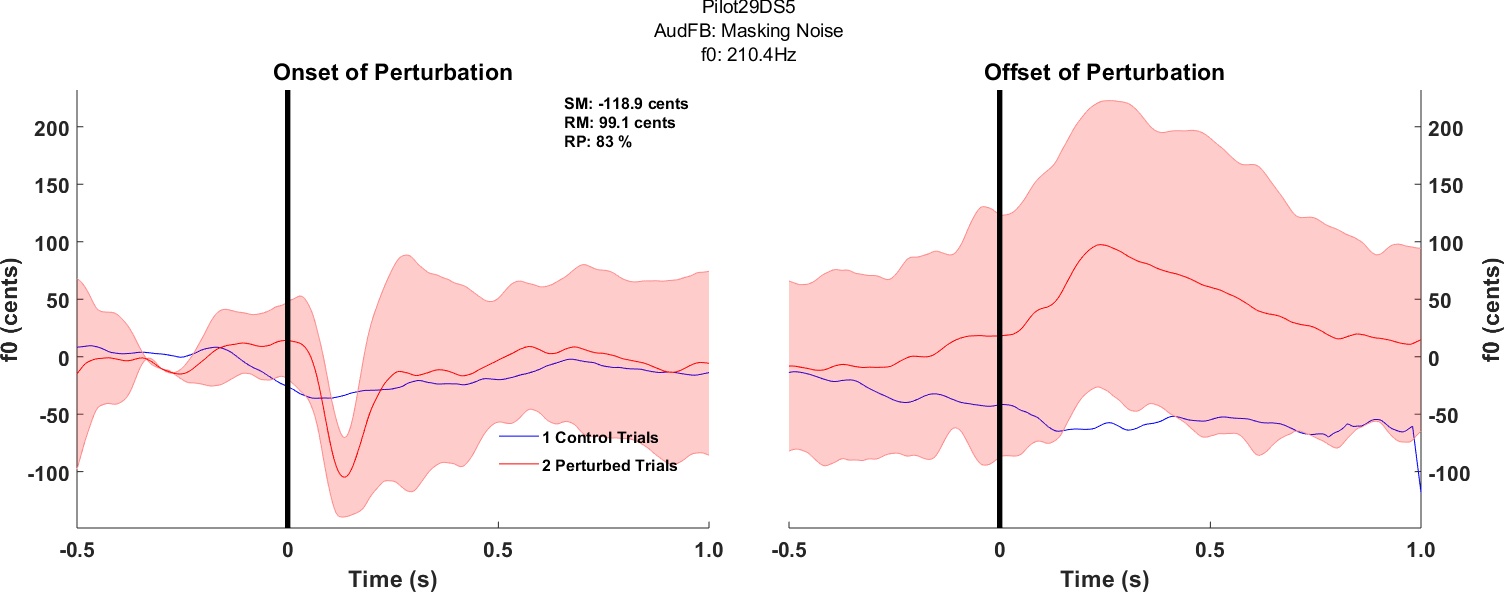 Pilot29DS5
AudFB: Masking Noise
f0: 210.4Hz
Onset of Perturbation
SM: -118.9 cents
RM: 99.1 cents
RP: 83 %
200
150
100
50
0
-50
-100
f0 (cents)
1 Control Trials
2 Perturbed Trials
-0.5
0
0.5
1.0
Time (s)
Offset of Perturbation
200
150
100
50
0
-50
-100
f0 (cents)
-0.5
0
0.5
1.0
Time (s)